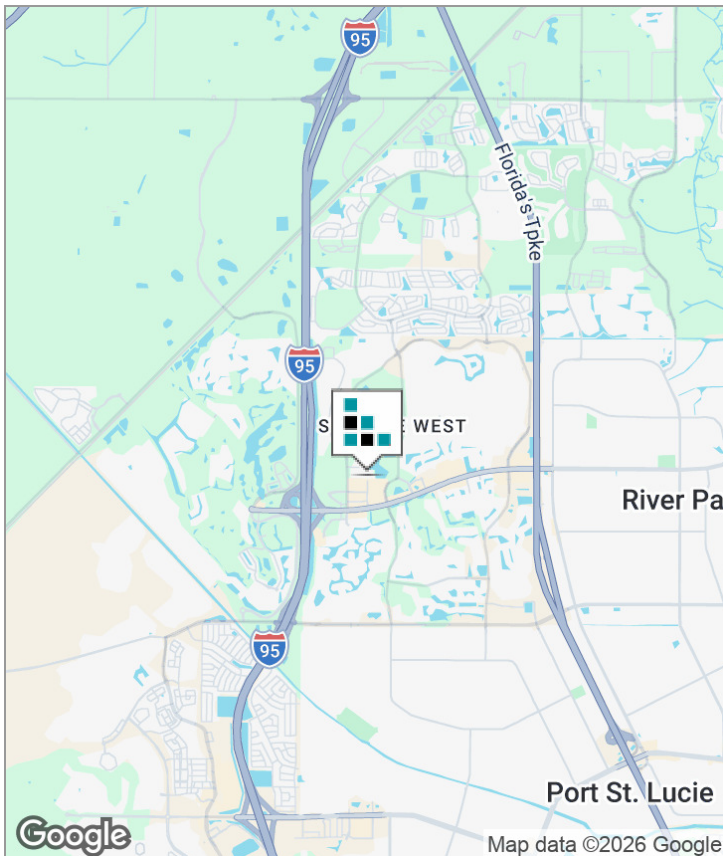 95
Florida's Tpke
95
S E WEST
River Pa
95
Port St. Lucie
Google
Map data ©2026 Google